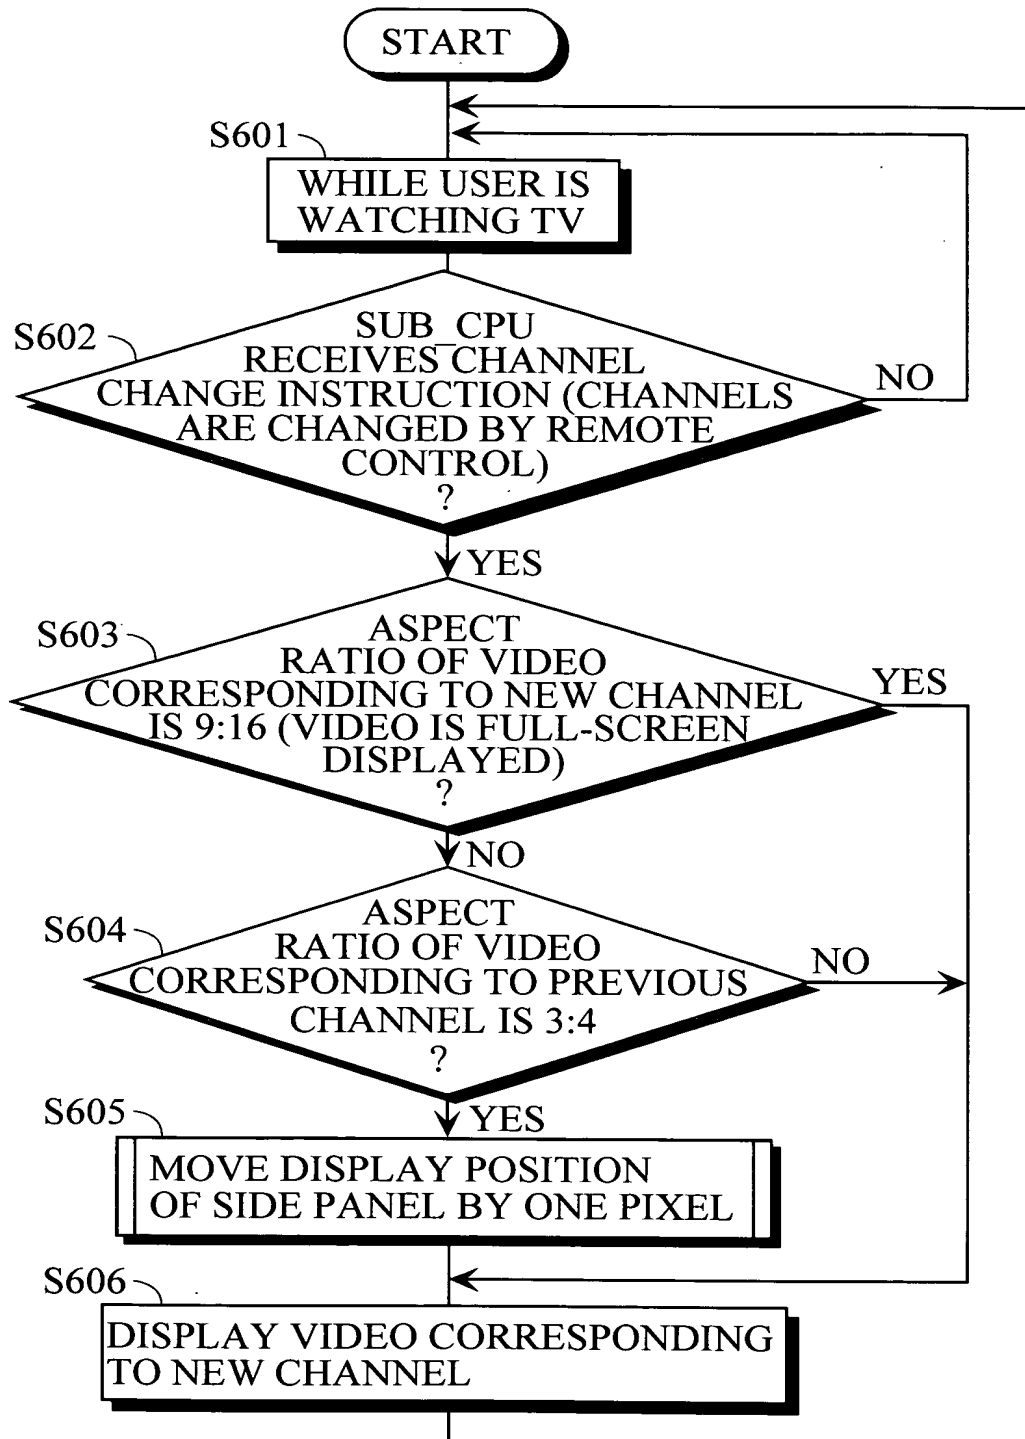 START
S601
WHILE USER IS
WATCHING TV
S602
SUB_CPU
RECEIVES CHANNEL
CHANGE INSTRUCTION (CHANNELS
ARE CHANGED BY REMOTE
CONTROL)
?
NO
YES
S603
ASPECT
RATIO OF VIDEO
CORRESPONDING TO NEW CHANNEL
IS 9:16 (VIDEO IS FULL-SCREEN
DISPLAYED)
?
YES
NO
S604
ASPECT
RATIO OF VIDEO
CORRESPONDING TO PREVIOUS
CHANNEL IS 3:4
?
NO
YES
S605
MOVE DISPLAY POSITION
OF SIDE PANEL BY ONE PIXEL
S606
DISPLAY VIDEO CORRESPONDING
TO NEW CHANNEL